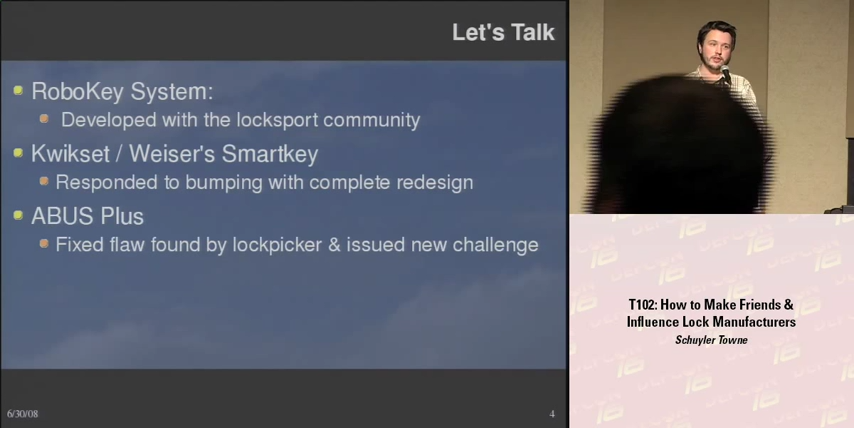 Let's Talk
RoboKey System:
Developed with the locksport community
Kwikset / Weiser's Smartkey
Responded to bumping with complete redesign
ABUS Plus
Fixed flaw found by lockpicker & issued new challenge
6/30/08
4
T102: How to Make Friends &
Influence Lock Manufacturers
Schuyler Towne